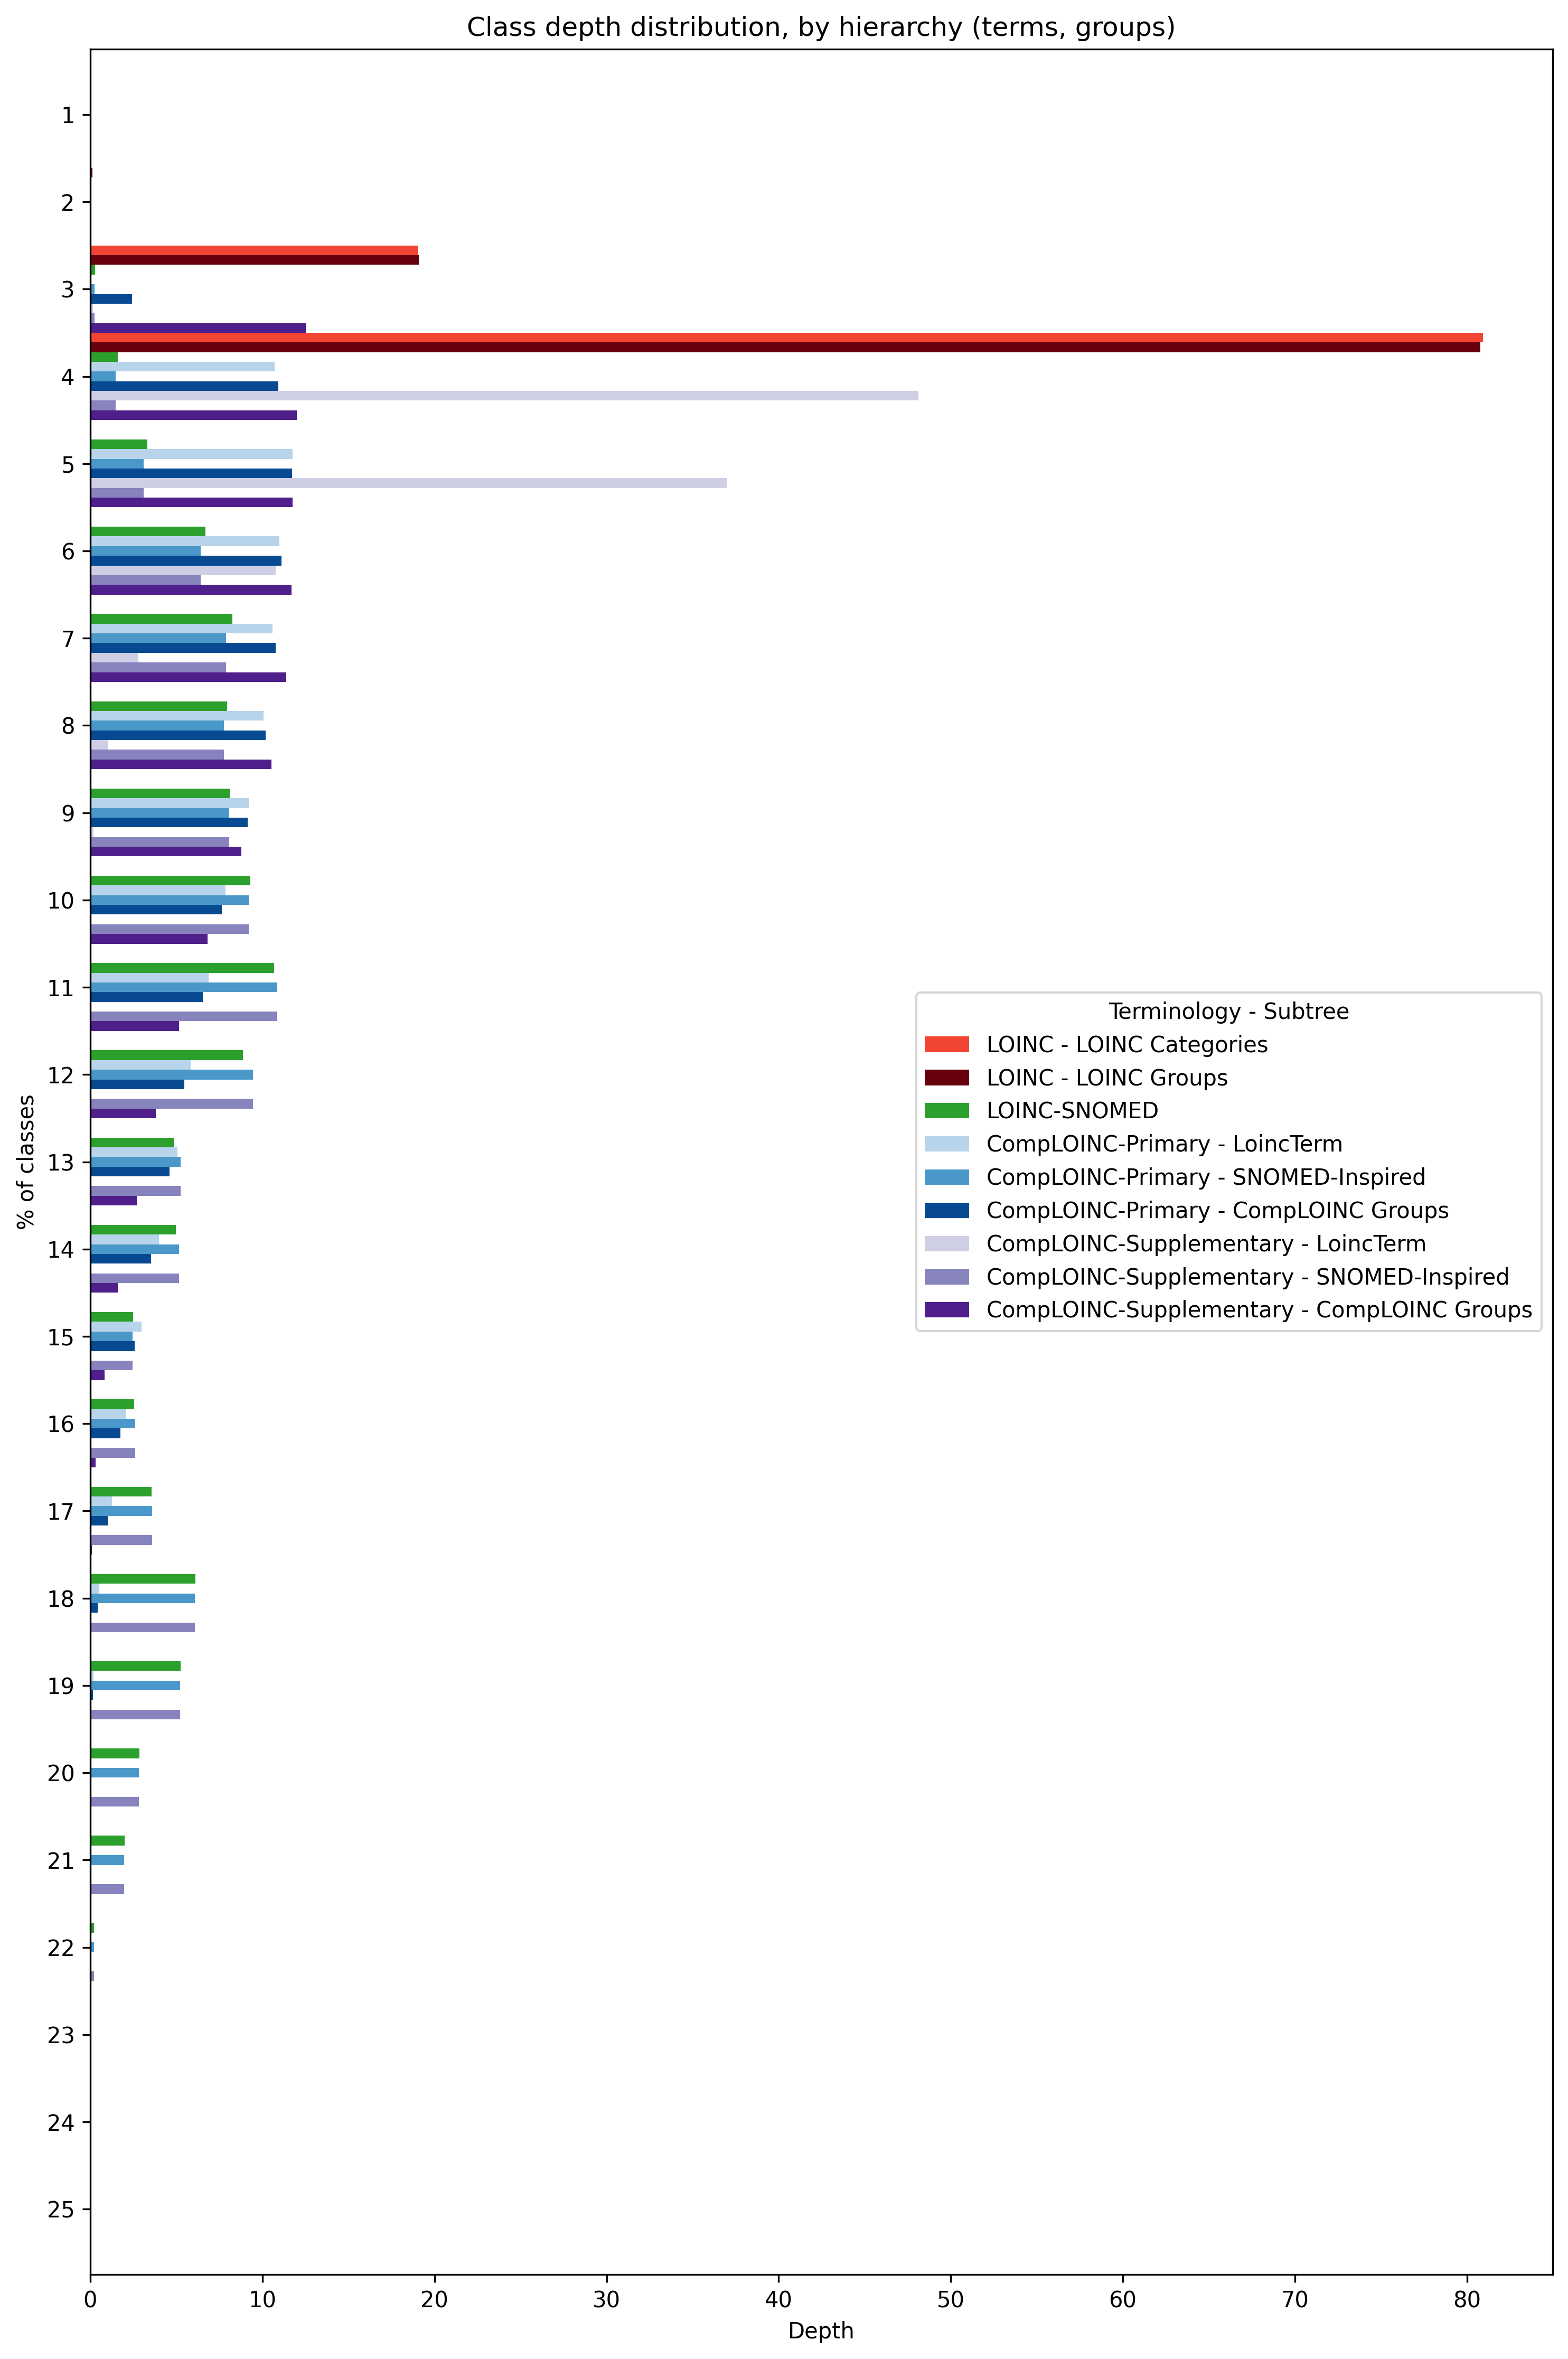 Class depth distribution, by hierarchy (terms, groups)
1
2
3
4
5
6
7
8
9
10
11
12
13
14
15
16
17
18
19
20
21
22
23
24
25
% of classes
Terminology - Subtree
LOINC - LOINC Categories
LOINC - LOINC Groups
LOINC-SNOMED
CompLOINC-Primary - LoincTerm
CompLOINC-Primary - SNOMED-Inspired
CompLOINC-Primary - CompLOINC Groups
CompLOINC-Supplementary - LoincTerm
CompLOINC-Supplementary - SNOMED-Inspired
CompLOINC-Supplementary - CompLOINC Groups
0 10 20 30 40 50 60 70 80
Depth